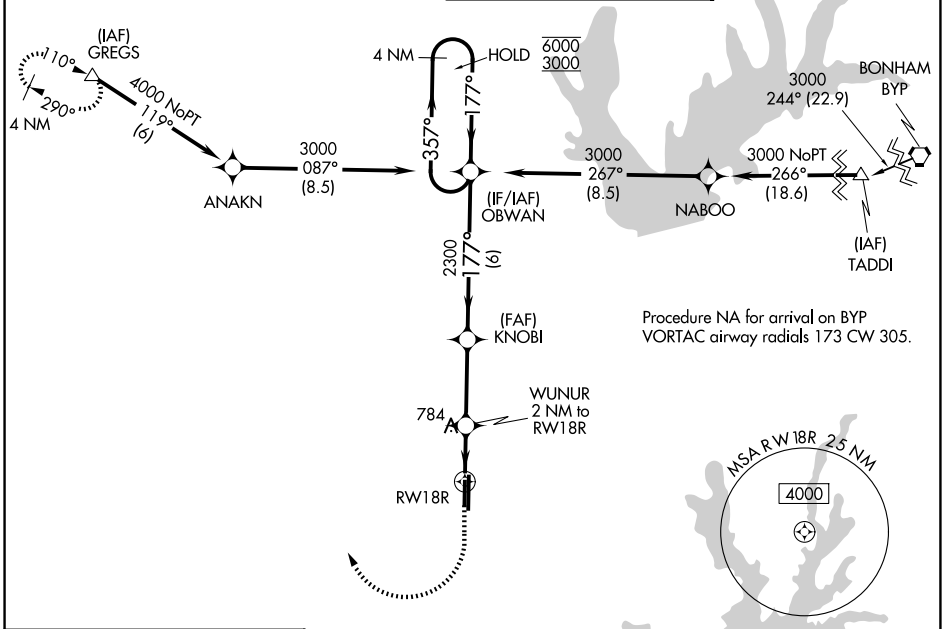 (IAF)
GREGS
110°
290°
4 NM
4000 NoPT
119°
(6)
ANAKN
3000
087°
(8.5)
4 NM
HOLD
6000
3000
357°
177°
(IF/IAF)
OBWAN
3000
267°
(8.5)
NABOO
3000 NoPT
266°
(18.6)
3000
244° (22.9)
BONHAM
BYP
(IAF)
TADDI
2300
177°
(6)
(FAF)
KNOBI
Procedure NA for arrival on BYP
VORTAC airway radials 173 CW 305.
784
WUNUR
2 NM to
RW18R
RW18R
MSA RW18R 25 NM
4000